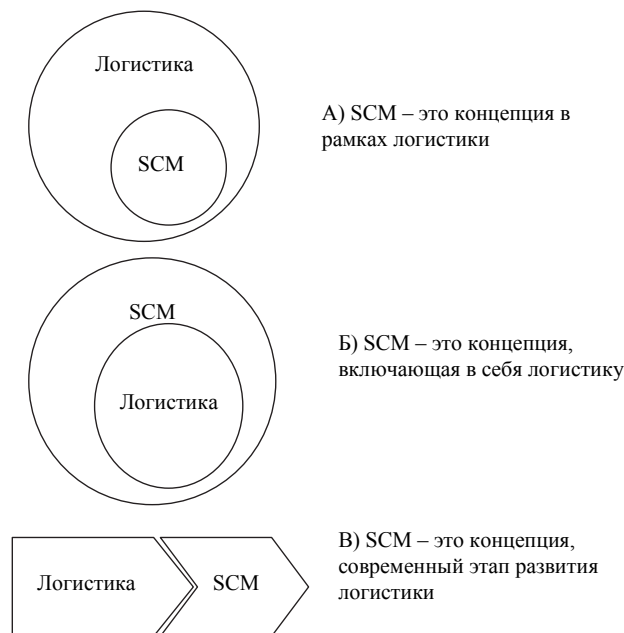 Логистика
SCM
А) SCM – это концепция в
рамках логистики
SCM
Логистика
Б) SCM – это концепция,
включающая в себя логистику
Логистика
SCM
В) SCM – это концепция,
современный этап развития
логистики